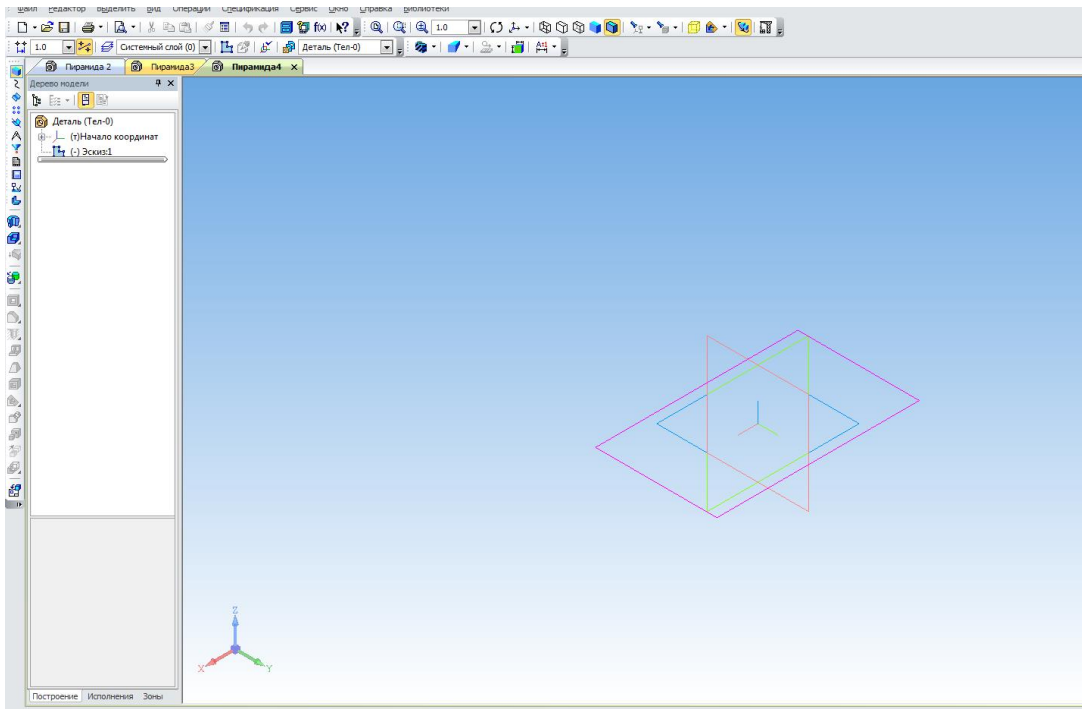 Файл Редактор Выделить Вид Операции Спецификация Сервис Окно Справка Библиотеки
f(x) 1.0
1.0 Системный слой (0) Деталь (Тел-0)
Пирамида 2 Пирамида3 Пирамида4
Дерево модели
Деталь (Тел-0)
(т)Начало координат
(-) Эскиз:1
Z
X Y
Построение Исполнения Зоны